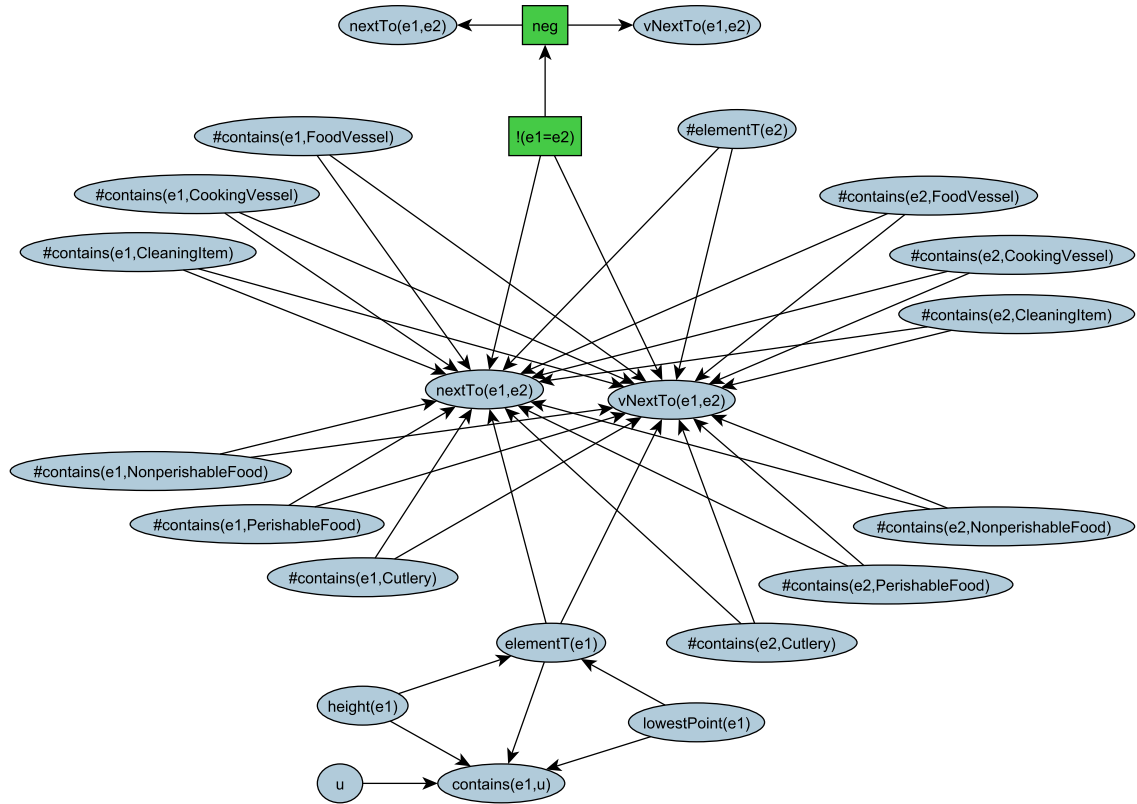 nextTo(e1,e2)
neg
vNextTo(e1,e2)
#contains(e1,FoodVessel)
!(e1=e2)
#elementT(e2)
#contains(e1,CookingVessel)
#contains(e2,FoodVessel)
#contains(e1,CleaningItem)
#contains(e2,CookingVessel)
#contains(e2,CleaningItem)
nextTo(e1,e2)
vNextTo(e1,e2)
#contains(e1,NonperishableFood)
#contains(e1,PerishableFood)
#contains(e2,NonperishableFood)
#contains(e1,Cutlery)
#contains(e2,PerishableFood)
elementT(e1)
#contains(e2,Cutlery)
height(e1)
lowestPoint(e1)
u
contains(e1,u)